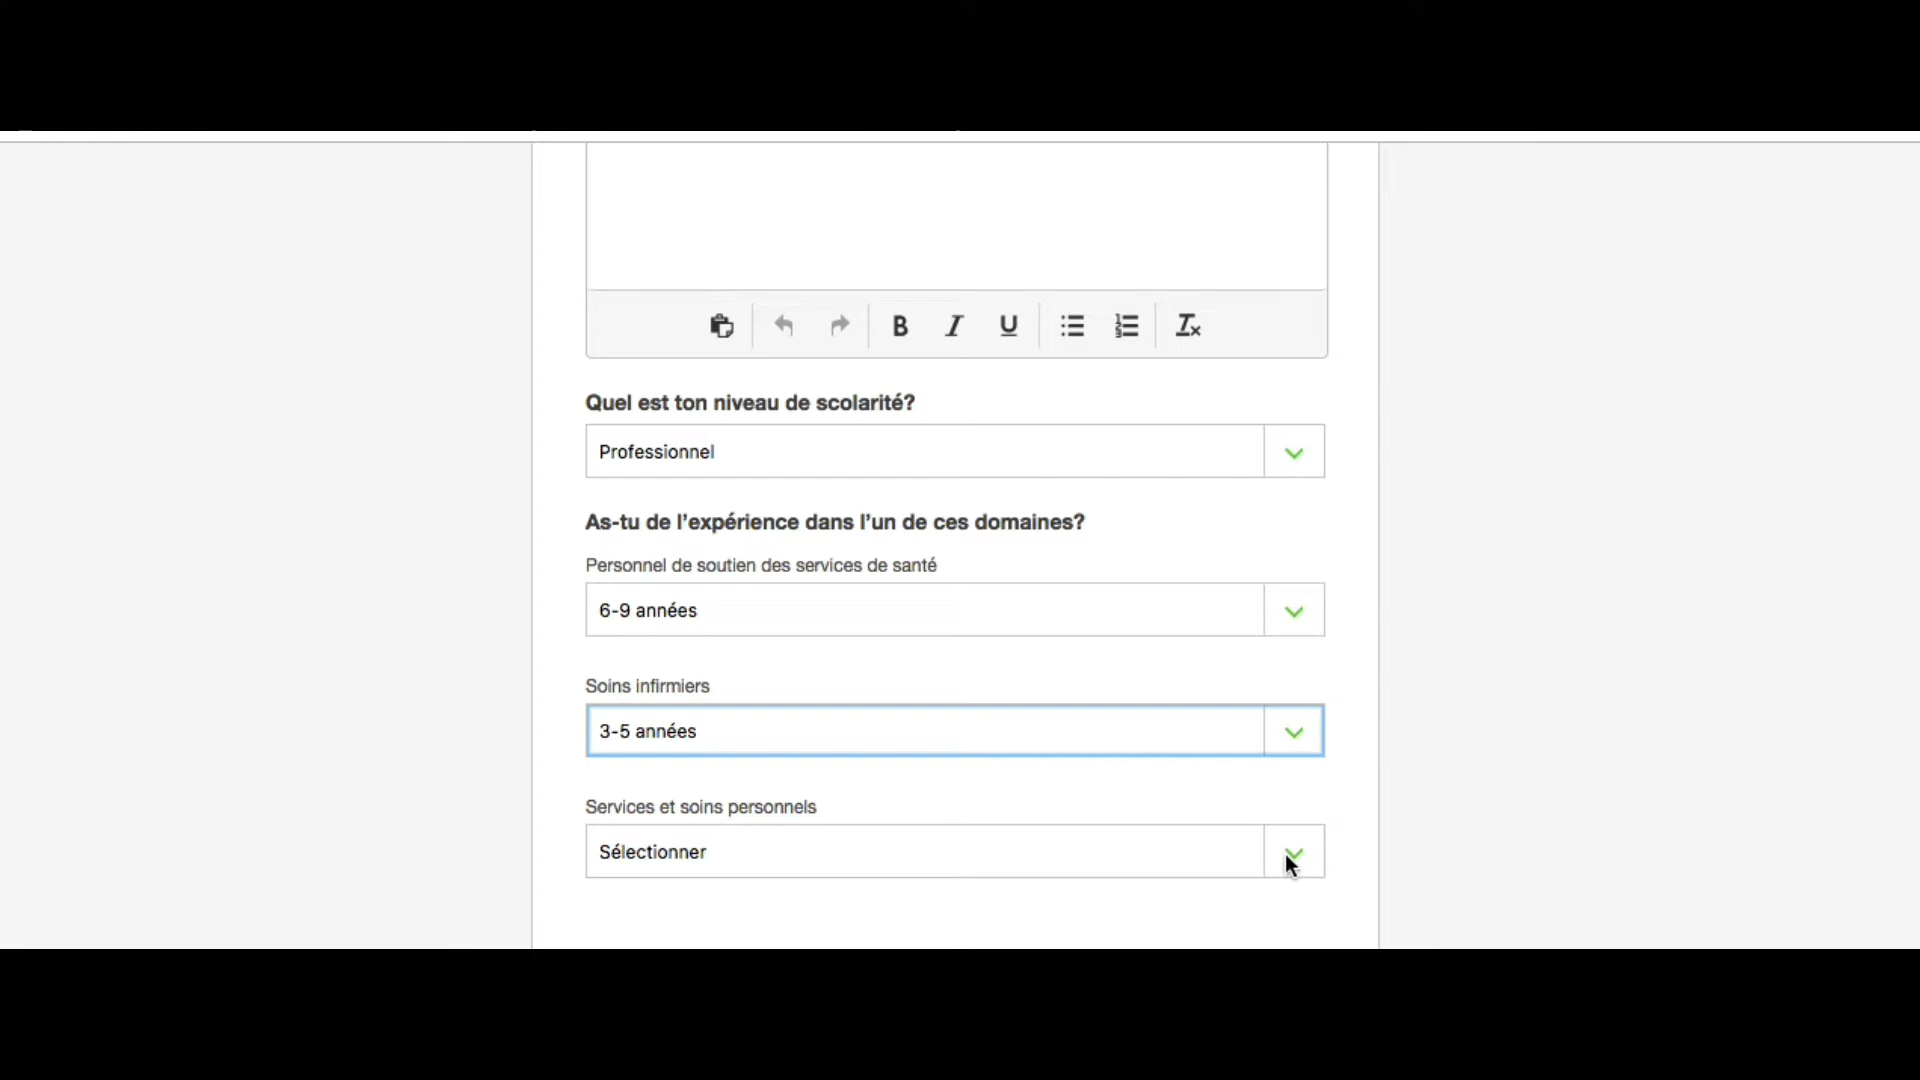 B I U
Quel est ton niveau de scolarité?
Professionnel
As-tu de l’expérience dans l’un de ces domaines?
Personnel de soutien des services de santé
6-9 années
Soins infirmiers
3-5 années
Services et soins personnels
Sélectionner